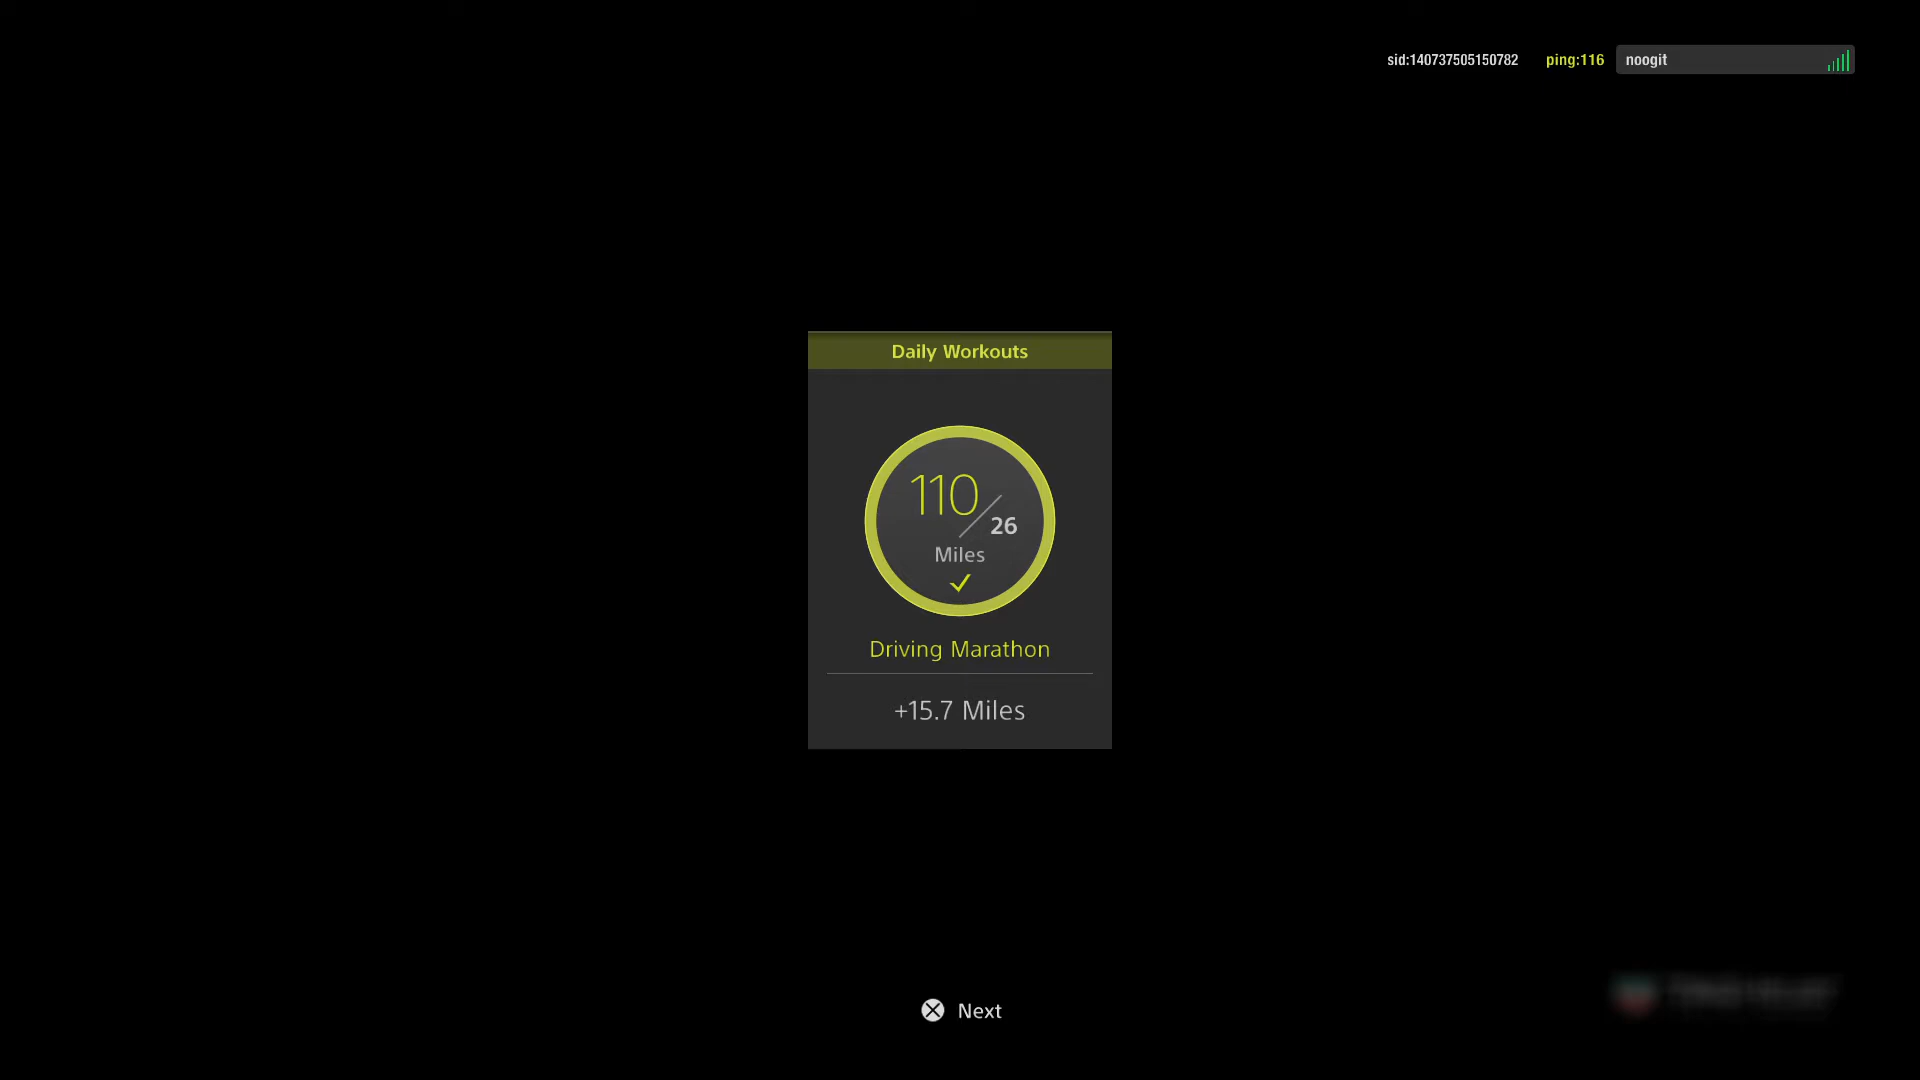 sid:140737505150782 ping:116 noogit
Daily Workouts
110/26
Miles
Driving Marathon
+15.7 Miles
Next